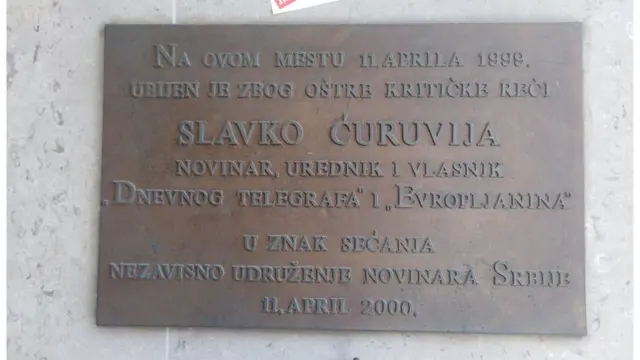 NA OVOM MESTU 11. APRILA 1999.
UBIJEN JE ZBOG OŠTRE KRITIČKE REČI
SLAVKO ĆURUVIJA
NOVINAR, UREDNIK I VLASNIK
„DNEVNOG TELEGRAFA" I „EVROPLJANINA"
U ZNAK SEĆANJA
NEZAVISNO UDRUŽENJE NOVINARA SRBIJE
11. APRIL 2000.